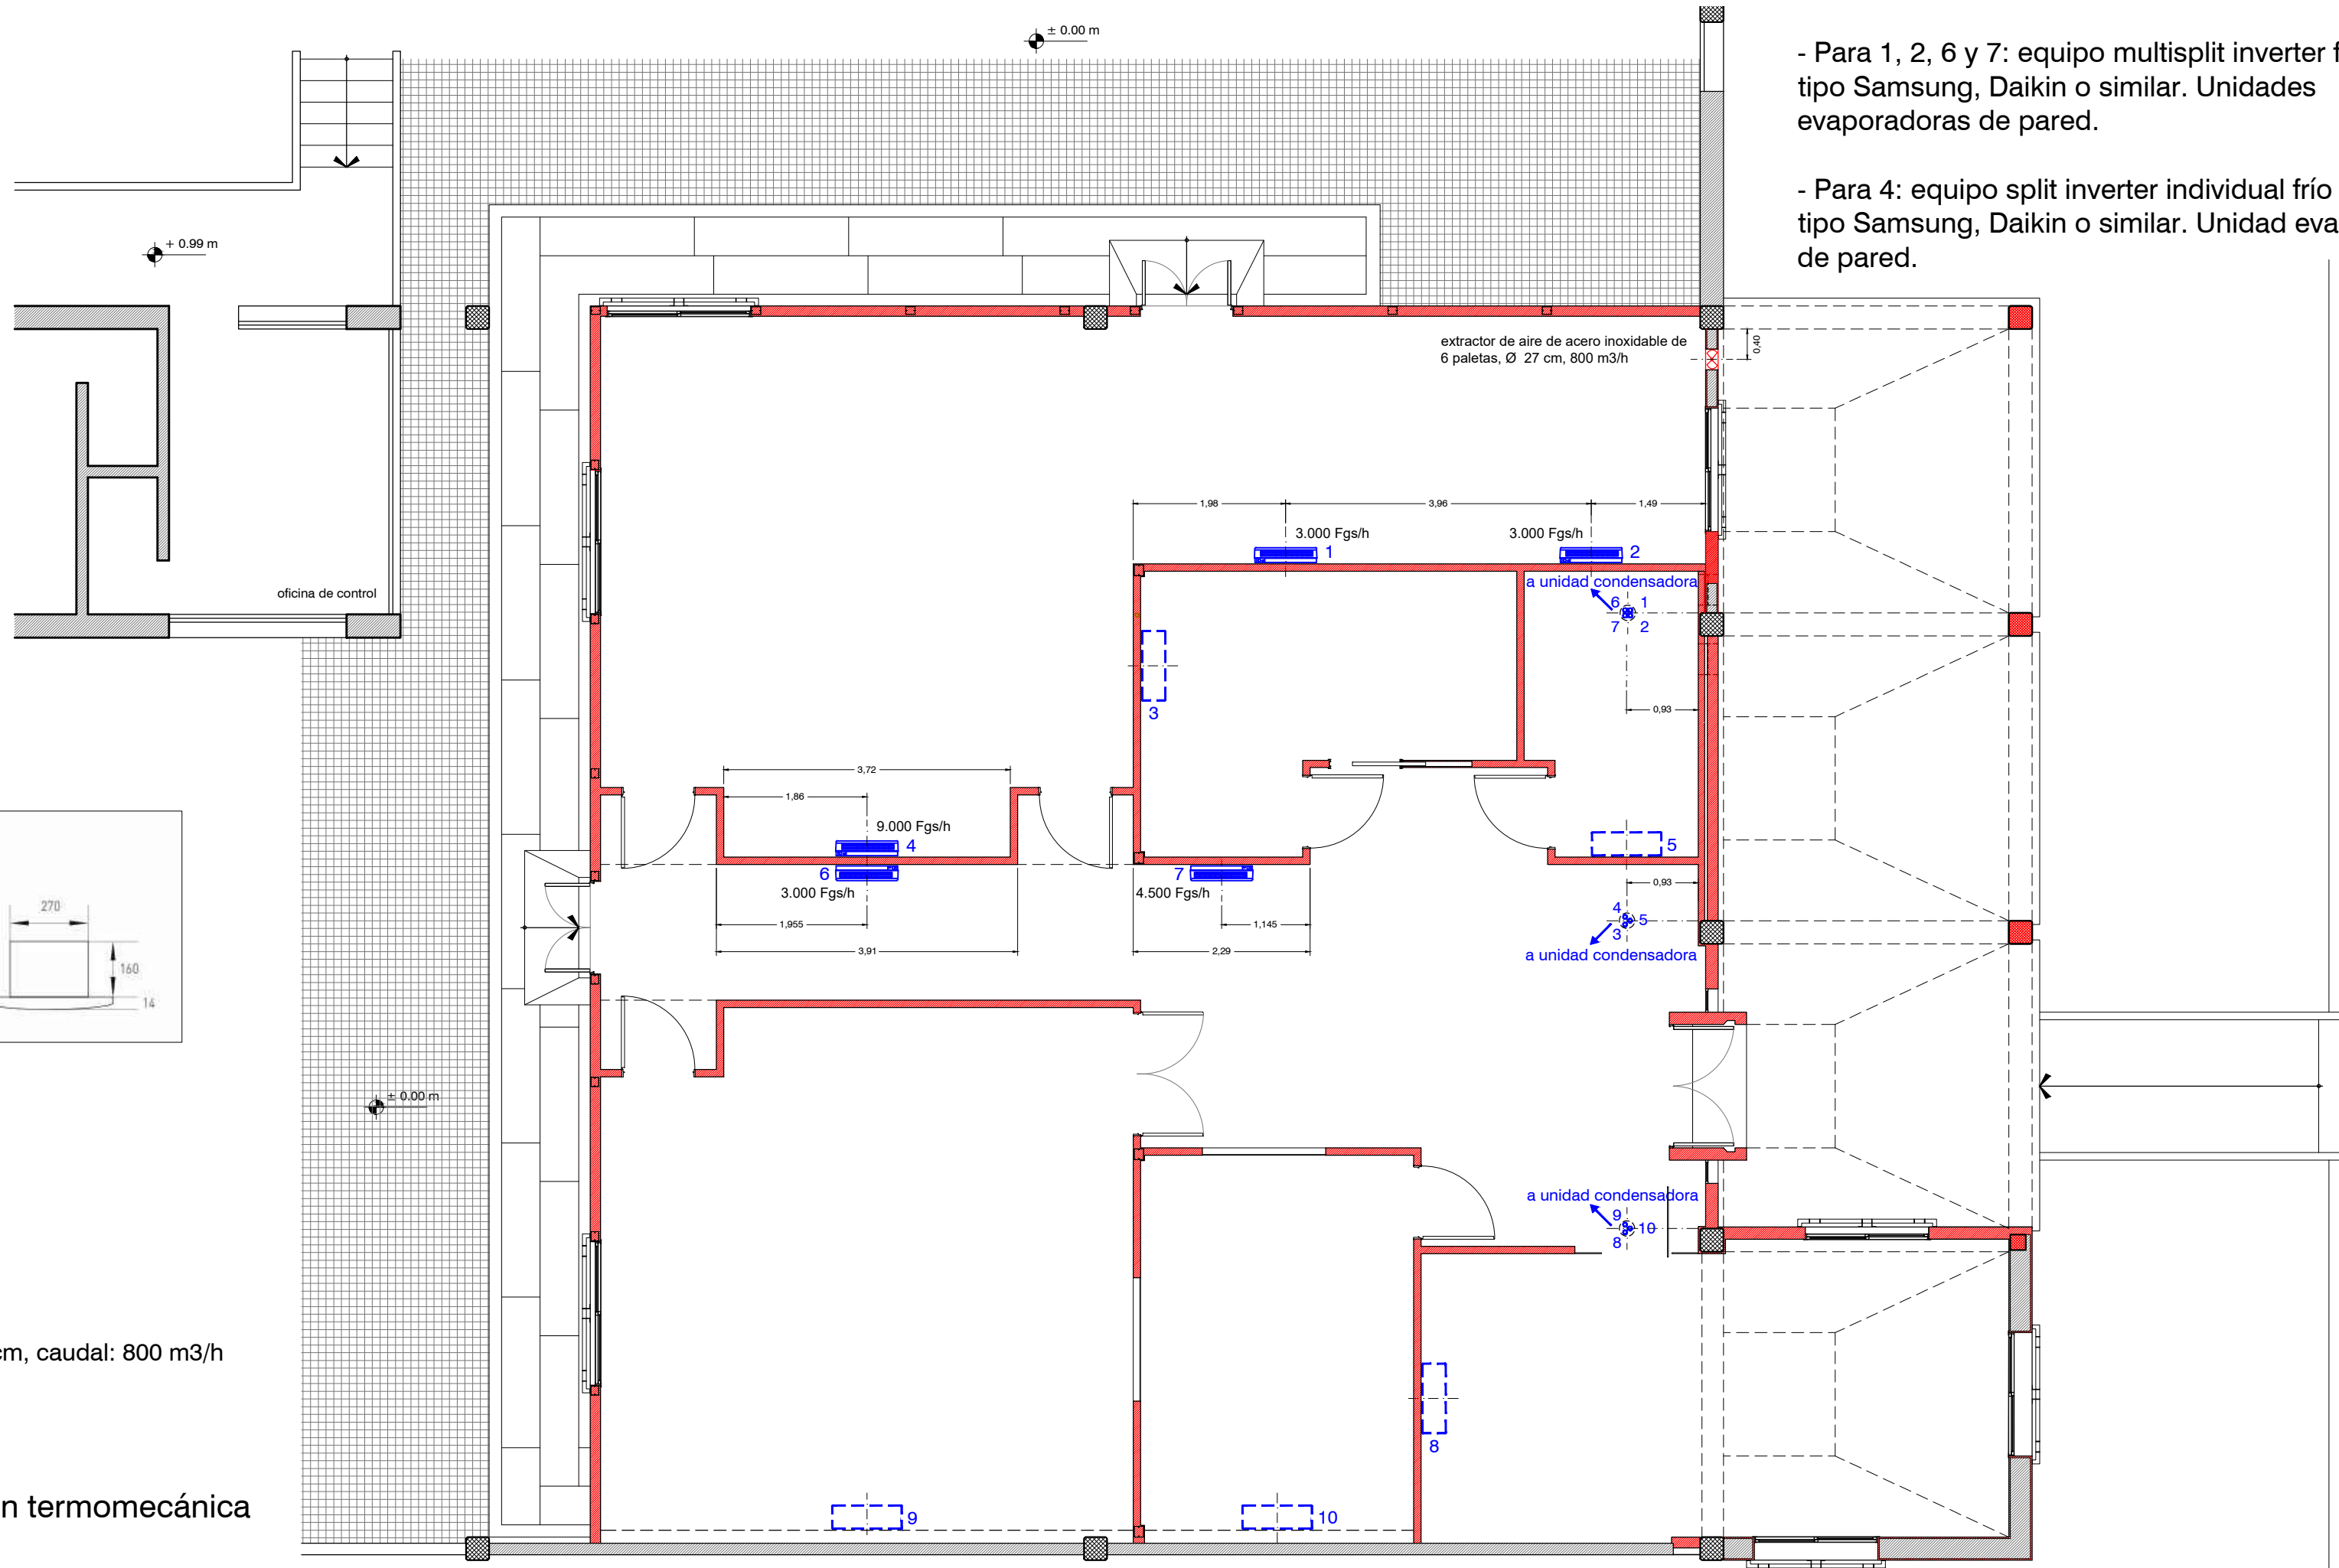 ± 0.00 m
- Para 1, 2, 6 y 7: equipo multisplit inverter f
tipo Samsung, Daikin o similar. Unidades
evaporadoras de pared.
- Para 4: equipo split inverter individual frío
tipo Samsung, Daikin o similar. Unidad eva
de pared.
+ 0.99 m
extractor de aire de acero inoxidable de
6 paletas, Ø 27 cm, 800 m3/h
0,40
1,98
3,96
1,49
3.000 Fgs/h
3.000 Fgs/h
1
2
a unidad condensadora
oficina de control
6 1
7 2
3
0,93
3,72
1,86
9.000 Fgs/h
4
5
6
7
3.000 Fgs/h
4.500 Fgs/h
0,93
270
4
5
3
1,955
1,145
3,91
2,29
a unidad condensadora
160
14
± 0.00 m
a unidad condensadora
9
10
8
cm, caudal: 800 m3/h
8
n termomecánica
9
10